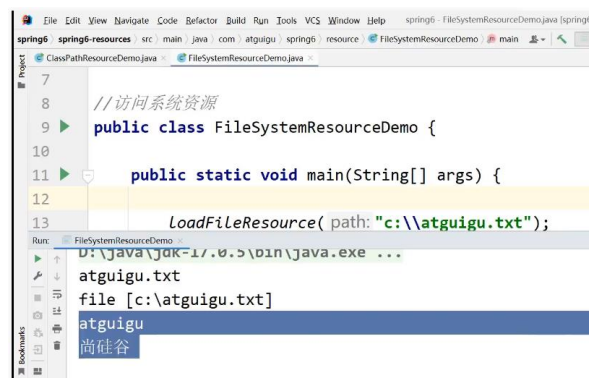 File Edit View Navigate Code Refactor Build Run Tools VCS Window Help spring6 - FileSystemResourceDemo.java [spring6
spring6 spring6-resources src main java com atguigu spring6 resource FileSystemResourceDemo main
ClassPathResourceDemo.java × FileSystemResourceDemo.java ×
Project
7
8 //访问系统资源
9 public class FileSystemResourceDemo {
10
11 public static void main(String[] args) {
12
13 loadFileResource( path: "c:\\atguigu.txt");
Run: FileSystemResourceDemo ×
D:\java\jdk-17.0.5\bin\java.exe ...
atguigu.txt
file [c:\atguigu.txt]
atguigu
尚硅谷
Bookmarks